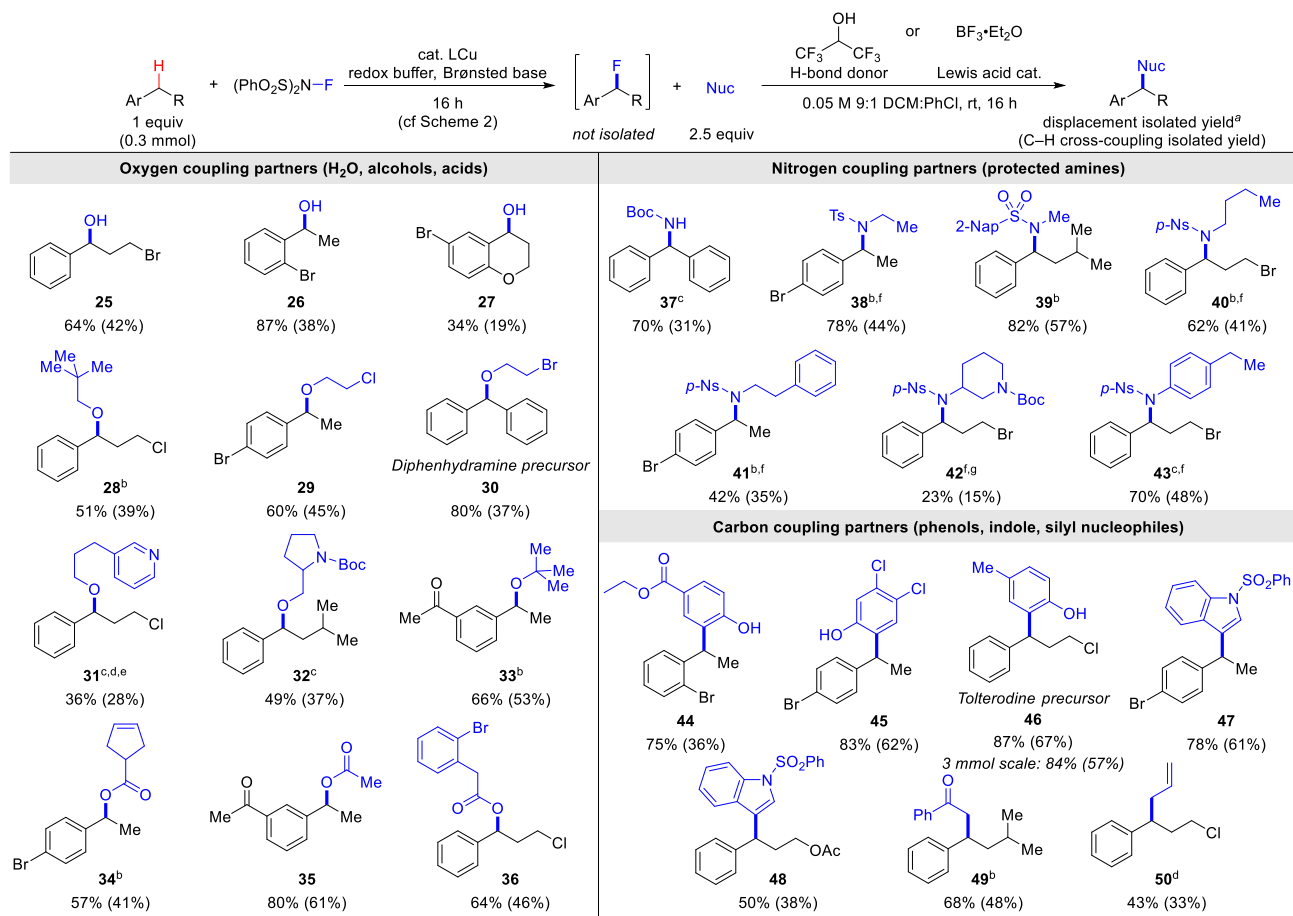 H
Ar R
1 equiv
(0.3 mmol)
+
(PhO₂S)₂N–F
cat. LCu
redox buffer, Brønsted base
16 h
(cf Scheme 2)
F
Ar R
not isolated
+
Nuc
2.5 equiv
OH
CF₃ CF₃
H-bond donor
or
BF₃•Et₂O
Lewis acid cat.
0.05 M 9:1 DCM:PhCl, rt, 16 h
Nuc
Ar R
displacement isolated yieldᵃ
(C–H cross-coupling isolated yield)
Oxygen coupling partners (H₂O, alcohols, acids)
OH
Br
25
64% (42%)
OH
Me
Br
26
87% (38%)
OH
Br
O
27
34% (19%)
Me
Me Me
O
Cl
28ᵇ
51% (39%)
Cl
O
Me
Br
29
60% (45%)
Br
O
Diphenhydramine precursor
30
80% (37%)
N
O
Cl
31ᶜ,ᵈ,ᵉ
36% (28%)
N Boc
O
Me
Me
32ᶜ
49% (37%)
O
Me
Me
O Me
Me
Me
33ᵇ
66% (53%)
O
O
Me
Br
34ᵇ
57% (41%)
O
Me
O
O Me
Me
35
80% (61%)
Br
O
O
Cl
36
64% (46%)
Nitrogen coupling partners (protected amines)
Boc NH
37ᶜ
70% (31%)
Ts N Me
Me
Br
38ᵇ,ᶠ
78% (44%)
O O
S
2-Nap N Me
Me
Me
39ᵇ
82% (57%)
Me
p-Ns N
Br
40ᵇ,ᶠ
62% (41%)
p-Ns N
Me
Br
41ᵇ,ᶠ
42% (35%)
p-Ns N
N Boc
Br
42ᶠ,ᵍ
23% (15%)
Me
p-Ns N
Br
43ᶜ,ᶠ
70% (48%)
Carbon coupling partners (phenols, indole, silyl nucleophiles)
O
O
OH
Me
Br
44
75% (36%)
Cl
Cl
HO
Me
Br
45
83% (62%)
Me
OH
Cl
Tolterodine precursor
46
87% (67%)
3 mmol scale: 84% (57%)
N SO₂Ph
Me
Br
47
78% (61%)
N SO₂Ph
OAc
48
50% (38%)
O
Ph
Me
Me
49ᵇ
68% (48%)
Cl
50ᵈ
43% (33%)